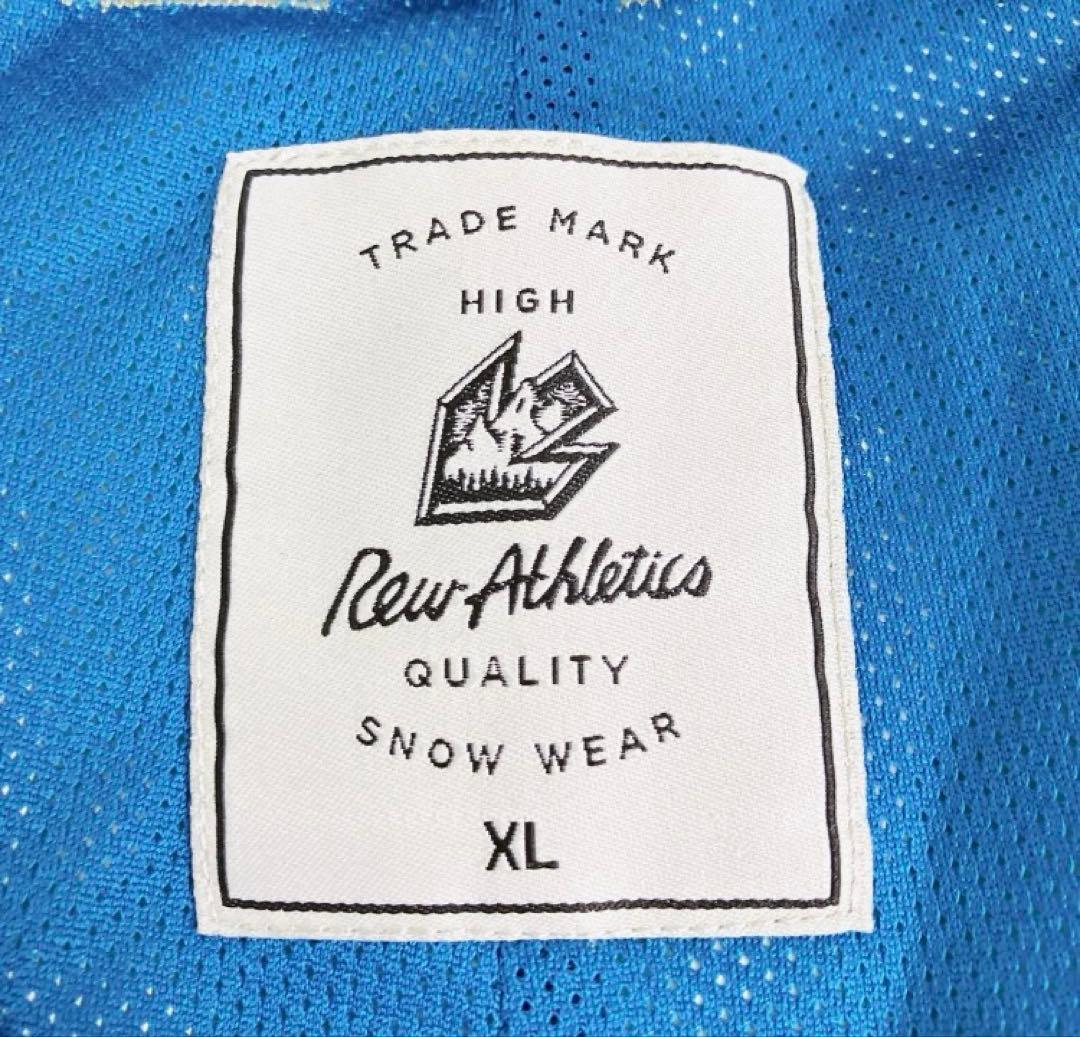 TRADE MARK
HIGH
Rew Athletics
QUALITY
SNOW WEAR
XL